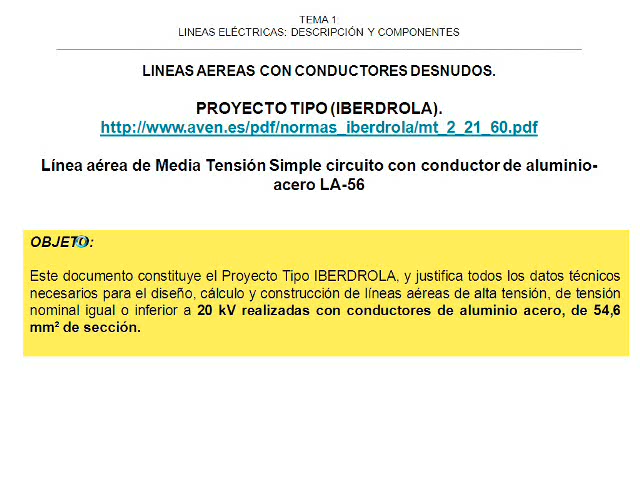 TEMA 1:
LINEAS ELÉCTRICAS: DESCRIPCIÓN Y COMPONENTES
LINEAS AEREAS CON CONDUCTORES DESNUDOS.
PROYECTO TIPO (IBERDROLA).
http://www.aven.es/pdf/normas_iberdrola/mt_2_21_60.pdf
Línea aérea de Media Tensión Simple circuito con conductor de aluminio-
acero LA-56
OBJETO:
Este documento constituye el Proyecto Tipo IBERDROLA, y justifica todos los datos técnicos
necesarios para el diseño, cálculo y construcción de líneas aéreas de alta tensión, de tensión
nominal igual o inferior a 20 kV realizadas con conductores de aluminio acero, de 54,6
mm² de sección.